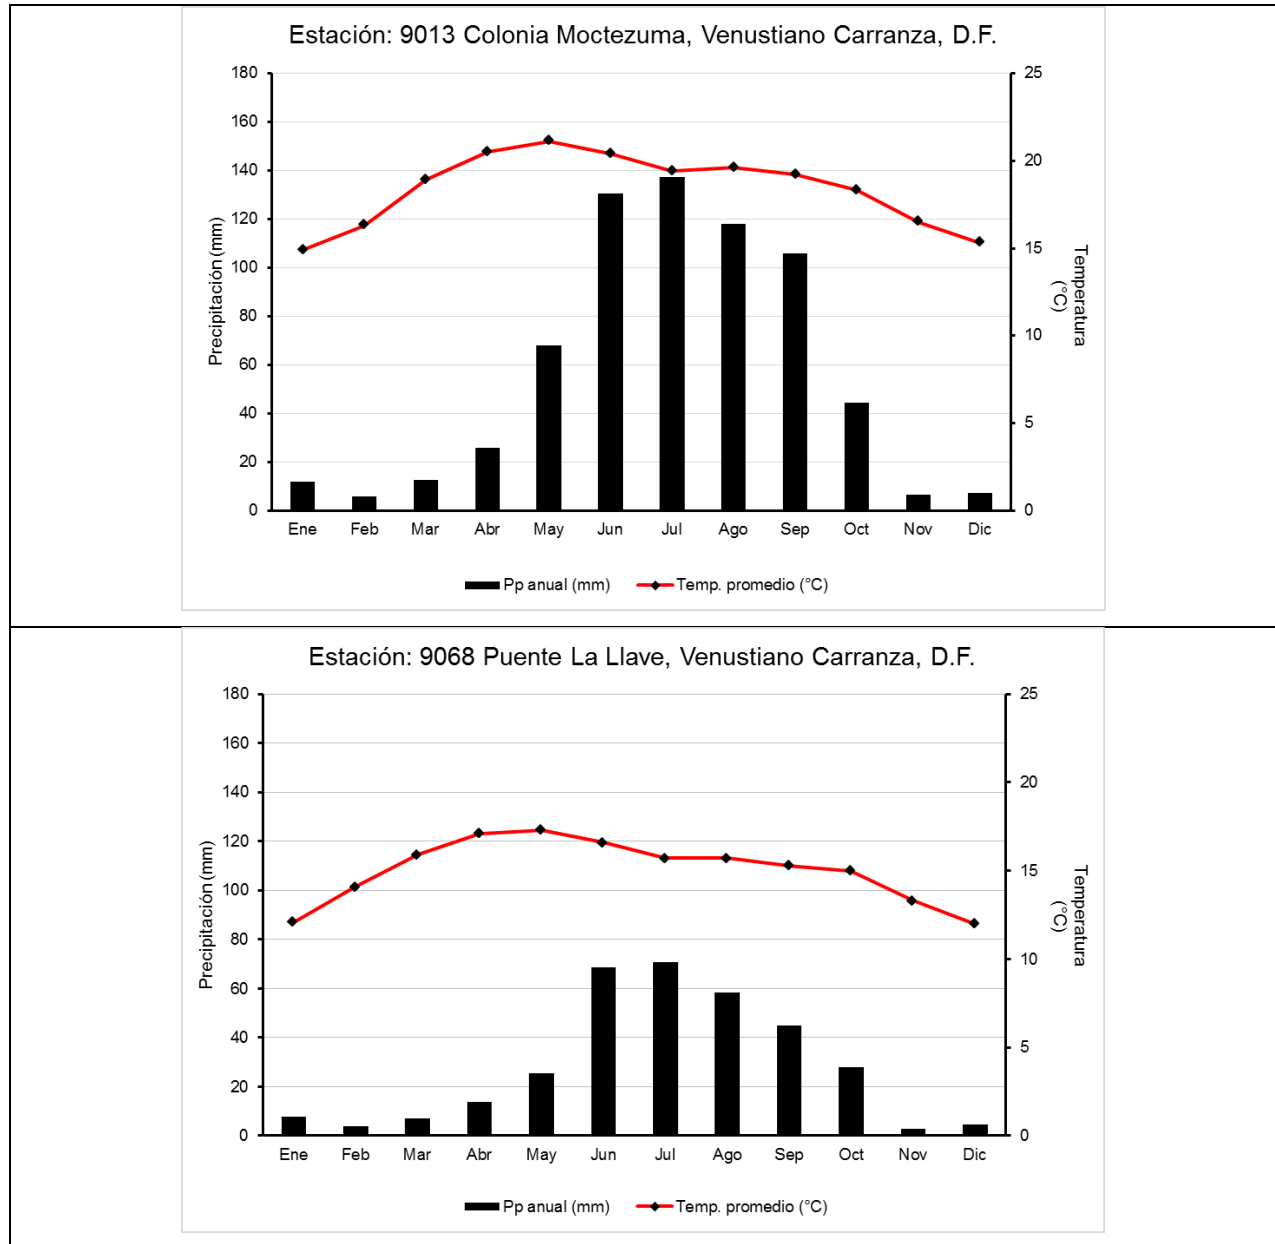 Estación: 9013 Colonia Moctezuma, Venustiano Carranza, D.F.
180
160
140
120
100
80
60
40
20
0
Precipitación (mm)
25
20
15
10
5
0
Temperatura
(°C)
Ene Feb Mar Abr May Jun Jul Ago Sep Oct Nov Dic
Pp anual (mm) Temp. promedio (°C)
Estación: 9068 Puente La Llave, Venustiano Carranza, D.F.
180
160
140
120
100
80
60
40
20
0
Precipitación (mm)
25
20
15
10
5
0
Temperatura
(°C)
Ene Feb Mar Abr May Jun Jul Ago Sep Oct Nov Dic
Pp anual (mm) Temp. promedio (°C)